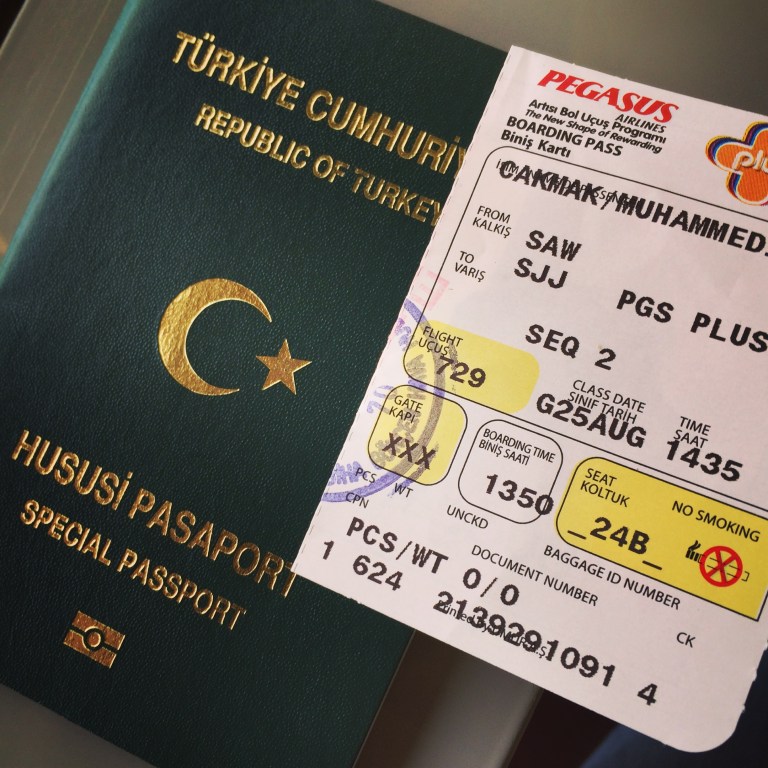 TÜRKİYE CUMHURİY
REPUBLIC OF TURKEY
HUSUSİ PASAPORT
SPECIAL PASSPORT
PEGASUS
AIRLINES
Artısı Bol Uçuş Programı
The New Shape of Rewarding
BOARDING PASS
Biniş Kartı
plu
CAKMAK/MUHAMMED
FROM
KALKIŞ
SAW
TO
VARIŞ
SJJ
PGS PLUS
SEQ 2
FLIGHT
UÇUŞ
729
CLASS DATE
SINIF TARİH
G25AUG
TIME
SAAT
1435
GATE
KAPI
XXX
BOARDING TIME
BİNİŞ SAATİ
1350
SEAT
KOLTUK
_24B_
NO SMOKING
PCS WT
CPN
UNCKD
BAGGAGE ID NUMBER
PCS/WT 0/0
DOCUMENT NUMBER
CK
1 624 2139291091 4